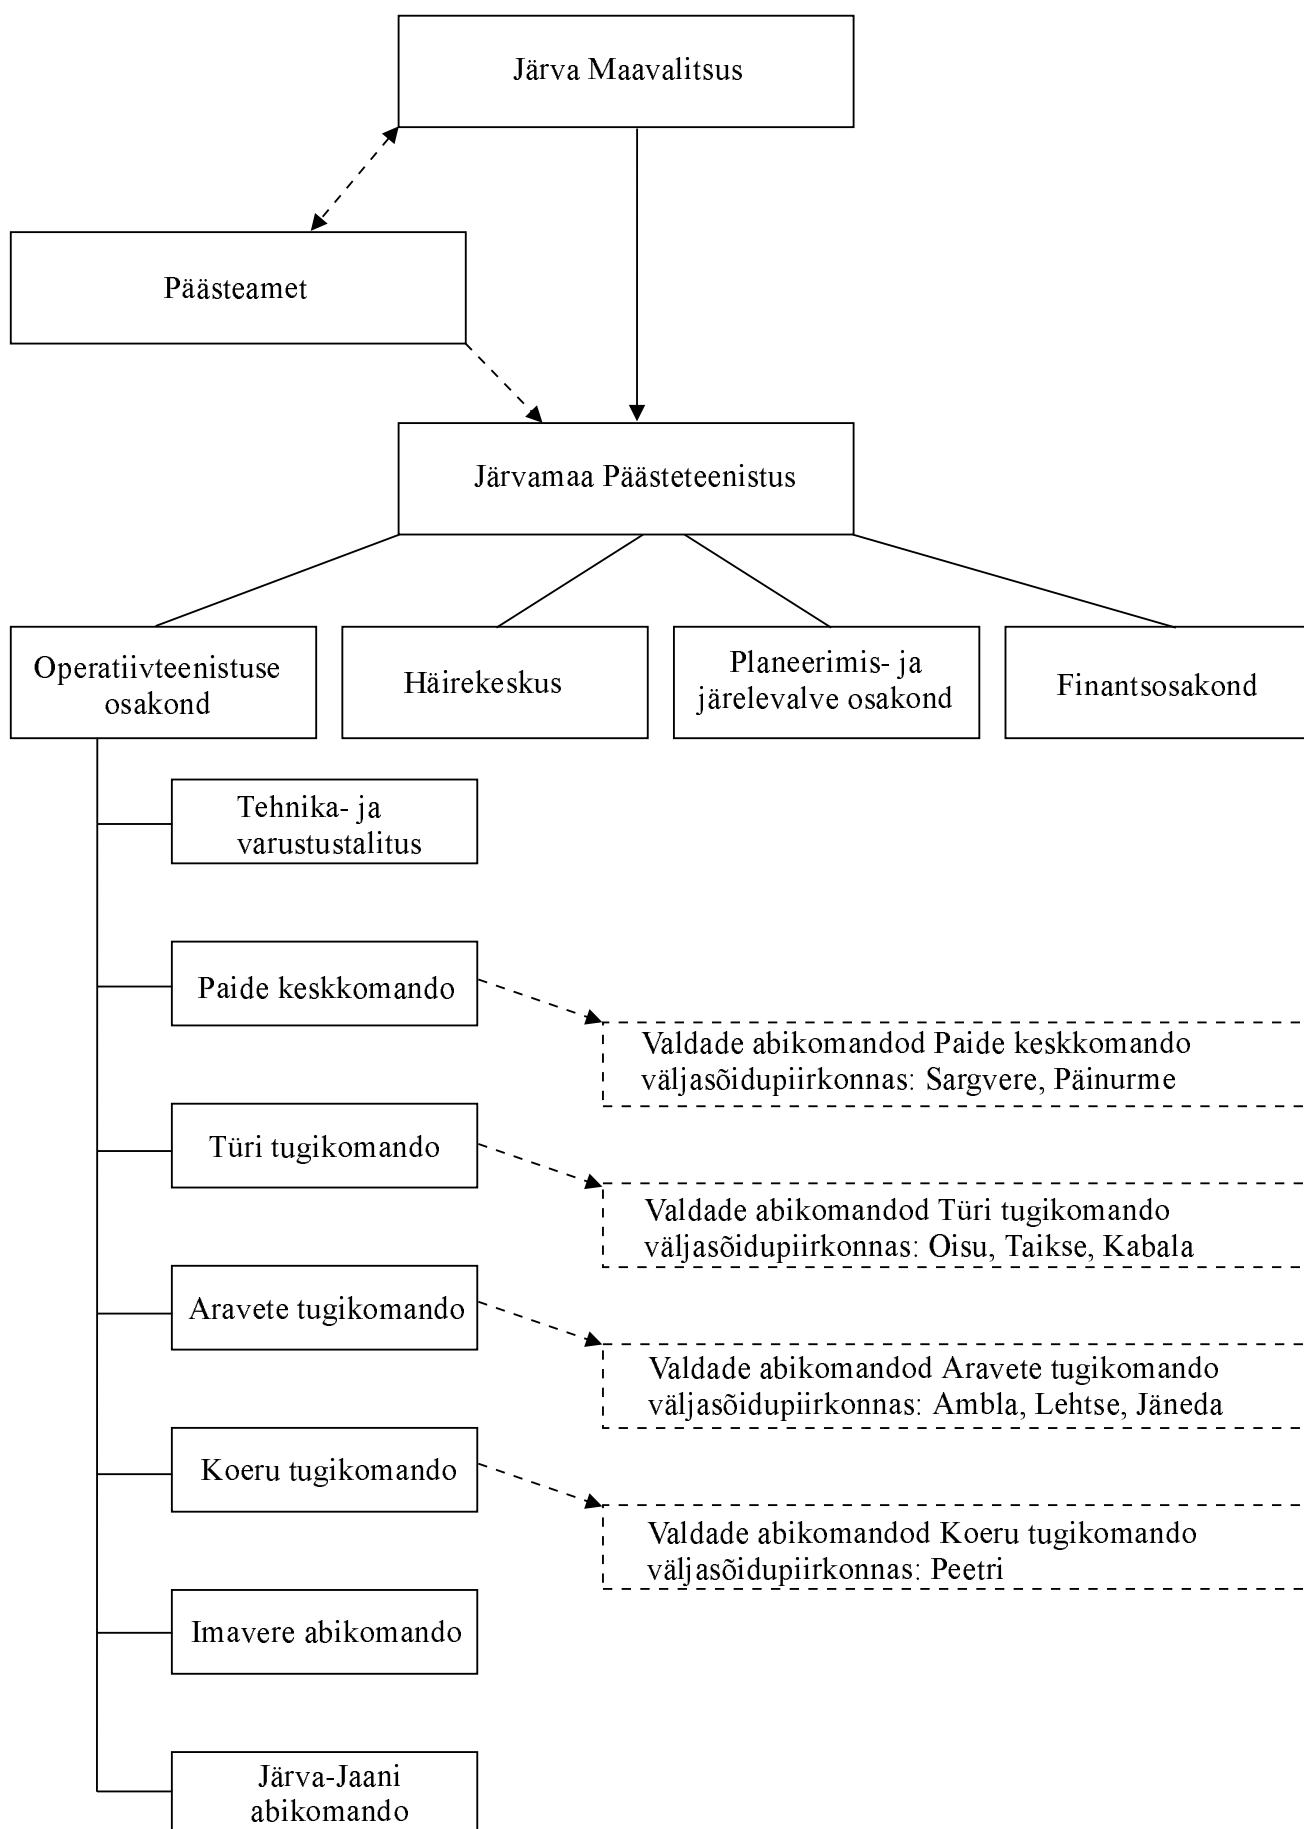 Järva Maavalitsus
Päästeamet
Järvamaa Päästeteenistus
Operatiivteenistuse
osakond
Häirekeskus
Planeerimis- ja
järelevalve osakond
Finantsosakond
Tehnika- ja
varustustalitus
Paide keskkomando
Valdade abikomandod Paide keskkomando
väljasõidupiirkonnas: Sargvere, Päinurme
Türi tugikomando
Valdade abikomandod Türi tugikomando
väljasõidupiirkonnas: Oisu, Taikse, Kabala
Aravete tugikomando
Valdade abikomandod Aravete tugikomando
väljasõidupiirkonnas: Ambla, Lehtse, Jäneda
Koeru tugikomando
Valdade abikomandod Koeru tugikomando
väljasõidupiirkonnas: Peetri
Imavere abikomando
Järva-Jaani
abikomando